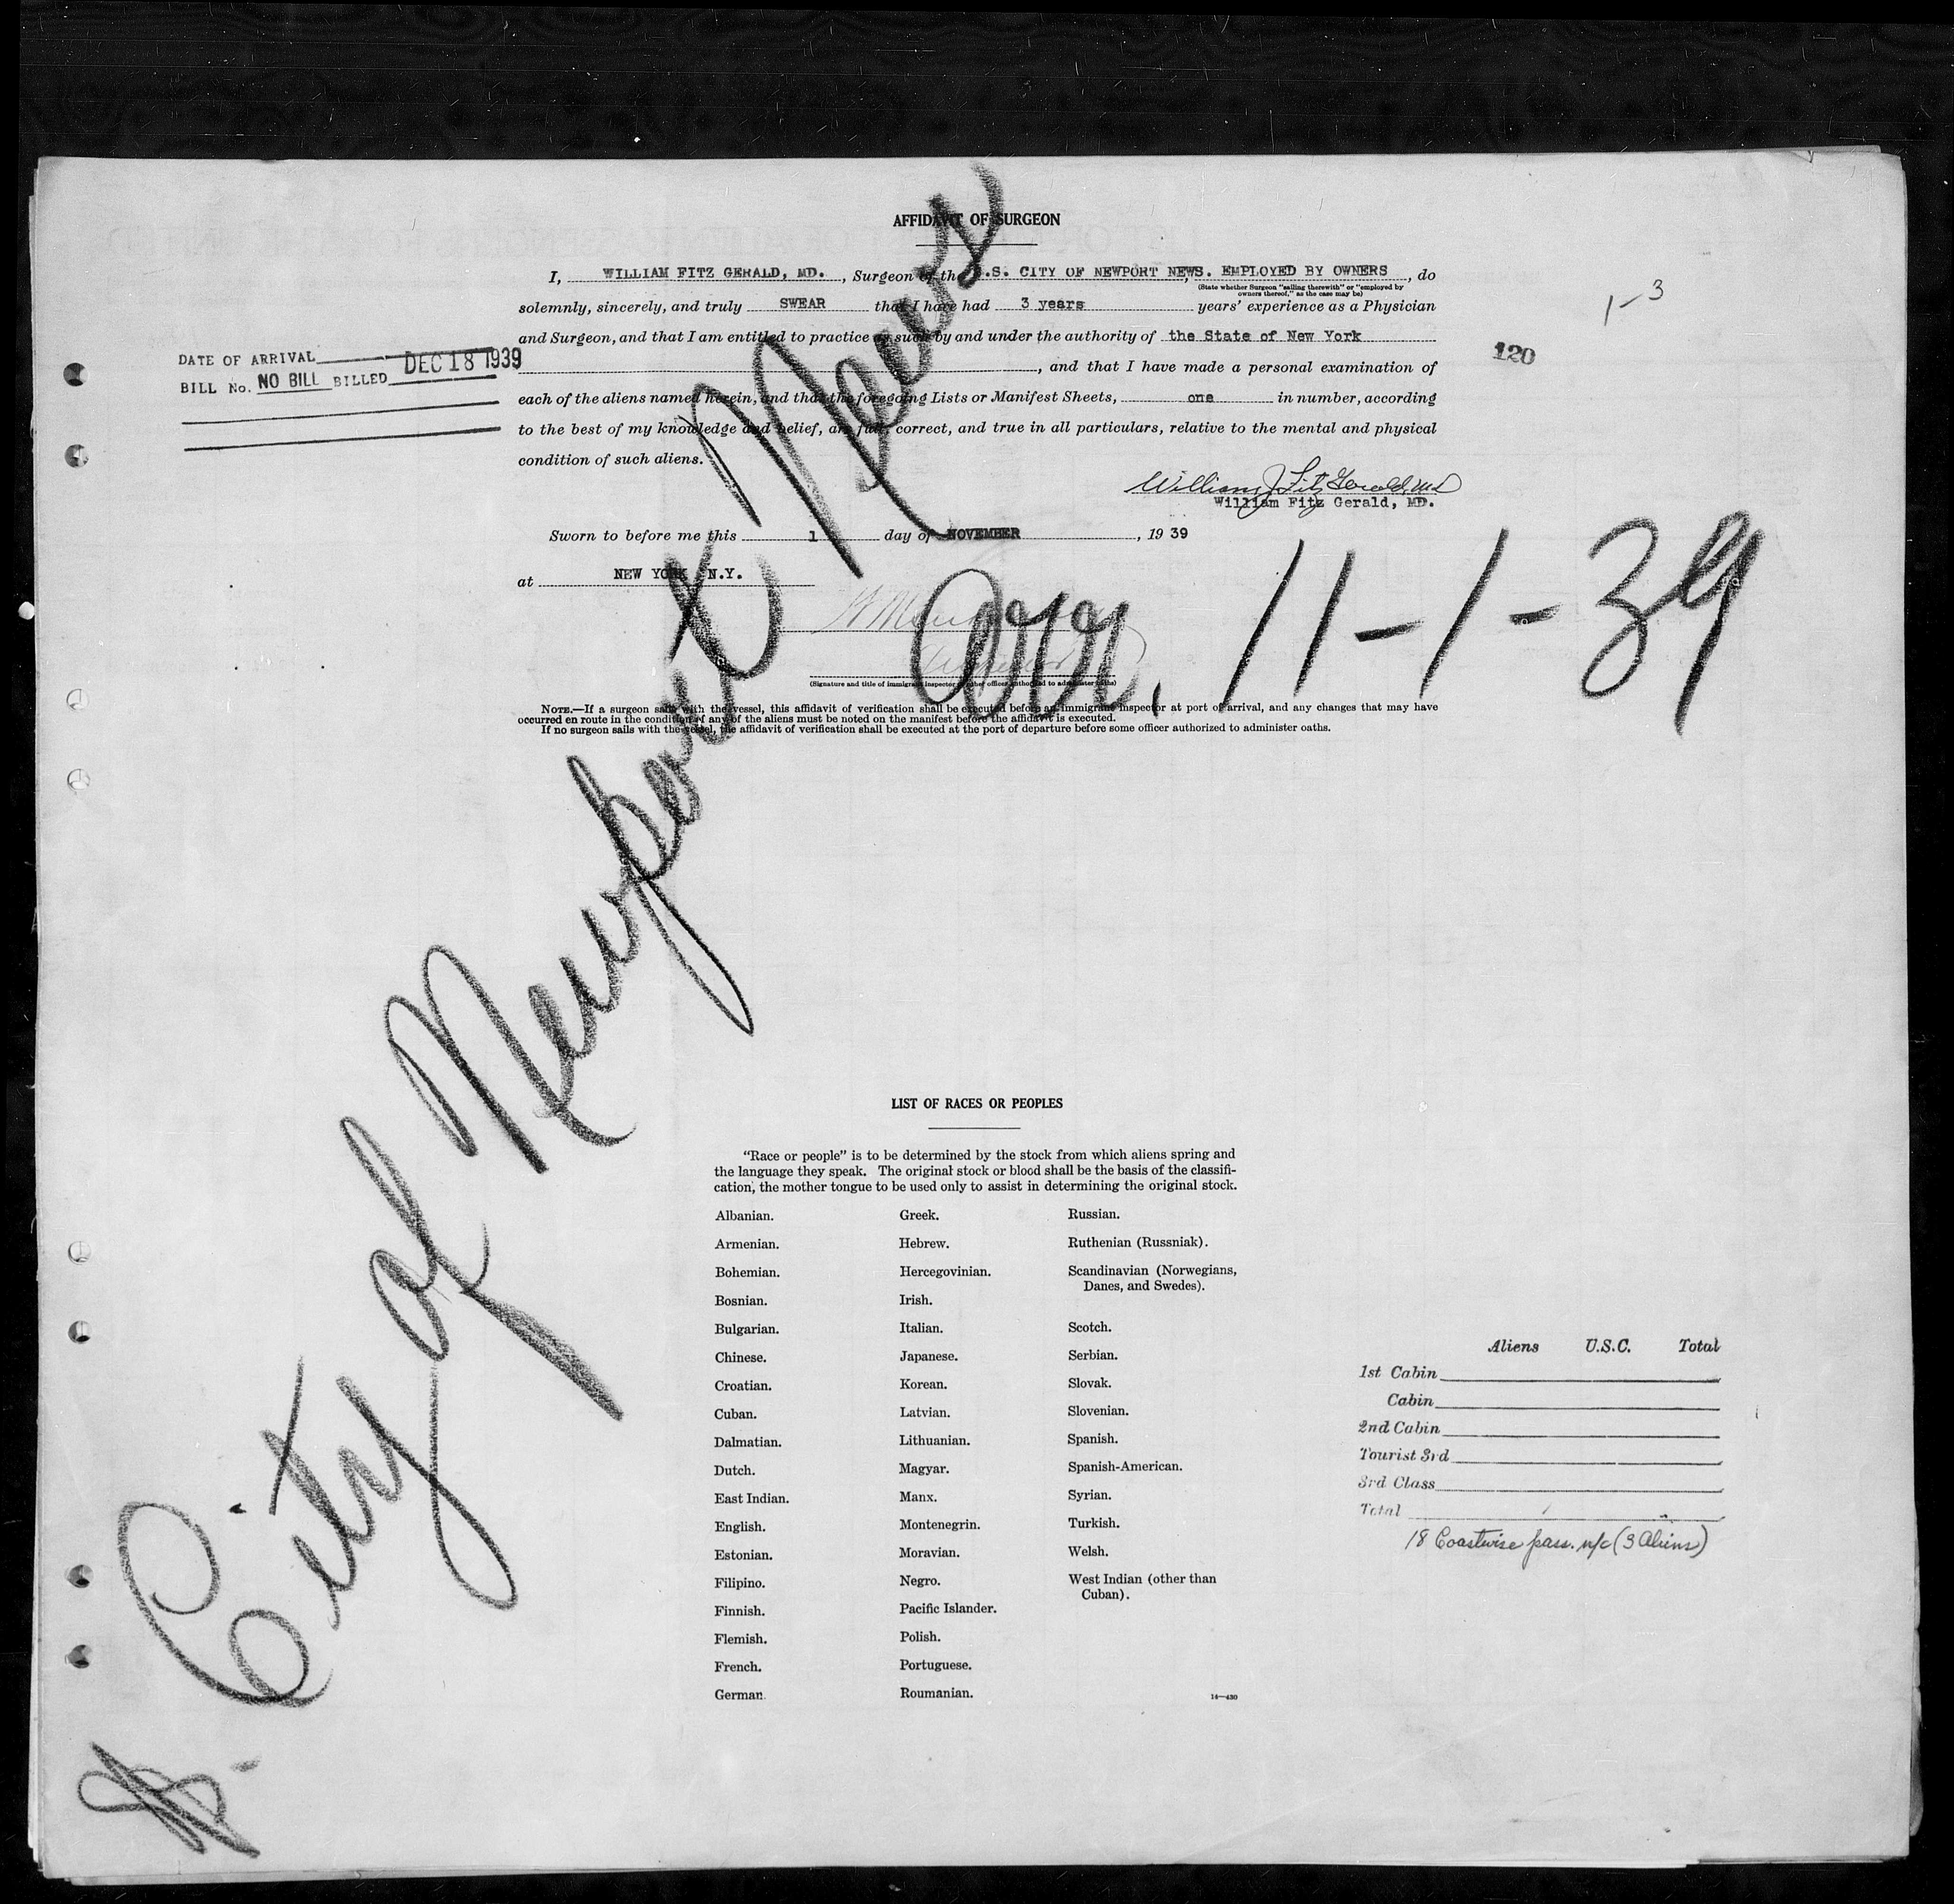 AFFIDAVIT OF SURGEON
I, WILLIAM FITZ GERALD, MD. , Surgeon of the S.S. CITY OF NEWPORT NEWS. EMPLOYED BY OWNERS , do
(State whether Surgeon "sailing therewith" or "employed by
owners thereof," as the case may be)
solemnly, sincerely, and truly SWEAR that I have had 3 years years' experience as a Physician
and Surgeon, and that I am entitled to practice as such by and under the authority of the State of New York
, and that I have made a personal examination of
each of the aliens named herein, and that the foregoing Lists or Manifest Sheets, one in number, according
to the best of my knowledge and belief, are full, correct, and true in all particulars, relative to the mental and physical
condition of such aliens.
1-3
120
DATE OF ARRIVAL DEC 18 1939
BILL No. NO BILL BILLED
William J Fitz Gerald, MD
William Fitz Gerald, MD.
Sworn to before me this 1 day of NOVEMBER , 19 39
at NEW YORK N.Y.
Inspector
(Signature and title of immigrant inspector or other officer authorized to administer oaths)
Arr. 11-1-39
NOTE.—If a surgeon sails with the vessel, this affidavit of verification shall be executed before an immigrant inspector at port of arrival, and any changes that may have
occurred en route in the condition of any of the aliens must be noted on the manifest before the affidavit is executed.
If no surgeon sails with the vessel, the affidavit of verification shall be executed at the port of departure before some officer authorized to administer oaths.
City of Newport News
LIST OF RACES OR PEOPLES
"Race or people" is to be determined by the stock from which aliens spring and
the language they speak. The original stock or blood shall be the basis of the classifi-
cation, the mother tongue to be used only to assist in determining the original stock.
Albanian.
Armenian.
Bohemian.
Bosnian.
Bulgarian.
Chinese.
Croatian.
Cuban.
Dalmatian.
Dutch.
East Indian.
English.
Estonian.
Filipino.
Finnish.
Flemish.
French.
German.
Greek.
Hebrew.
Hercegovinian.
Irish.
Italian.
Japanese.
Korean.
Latvian.
Lithuanian.
Magyar.
Manx.
Montenegrin.
Moravian.
Negro.
Pacific Islander.
Polish.
Portuguese.
Roumanian.
Russian.
Ruthenian (Russniak).
Scandinavian (Norwegians,
Danes, and Swedes).
Scotch.
Serbian.
Slovak.
Slovenian.
Spanish.
Spanish-American.
Syrian.
Turkish.
Welsh.
West Indian (other than
Cuban).
14—430
Aliens U.S.C. Total
1st Cabin
Cabin
2nd Cabin
Tourist 3rd
3rd Class
Total
18 Coastwise pass. n/c (3 Aliens)